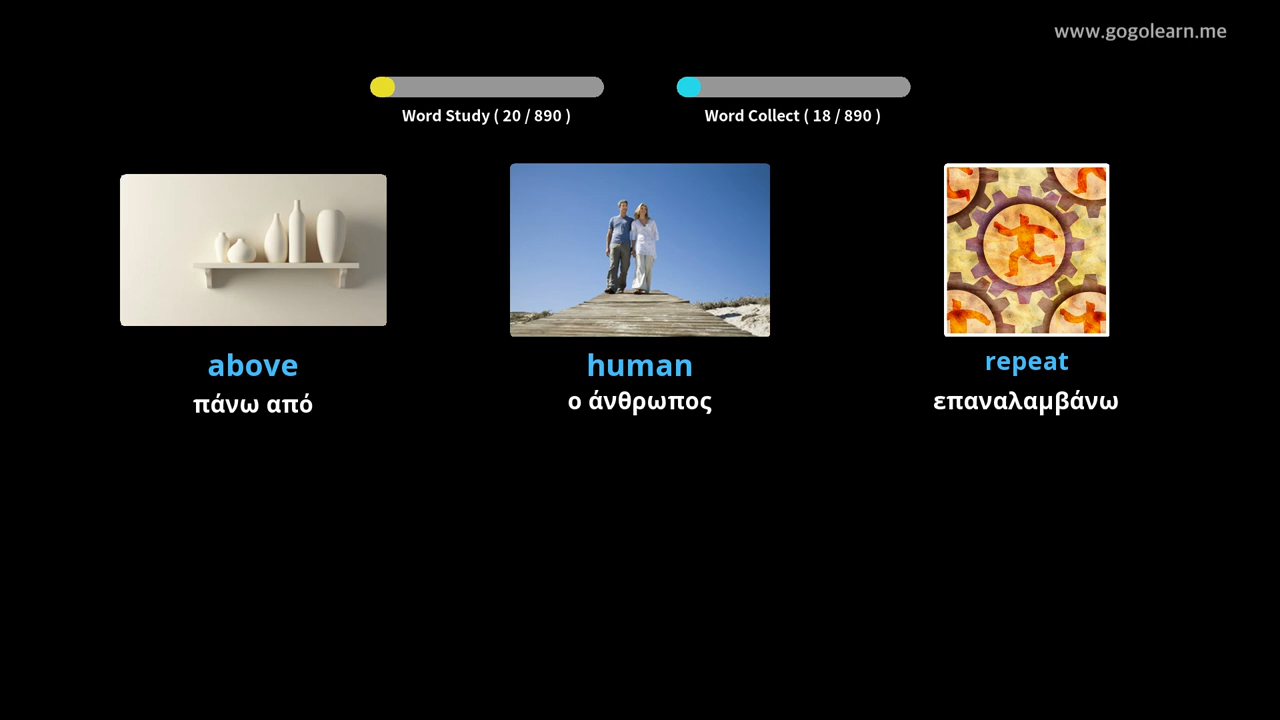 www.gogolearn.me
Word Study ( 20 / 890 )
Word Collect ( 18 / 890 )
above
πάνω από
human
ο άνθρωπος
repeat
επαναλαμβάνω